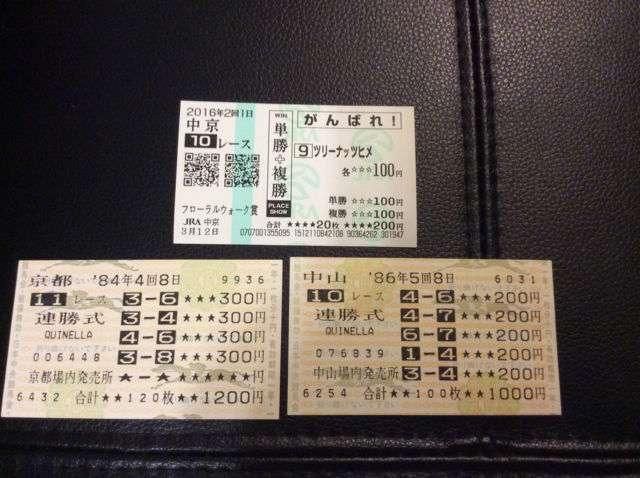 2016年2回1日
中京
10レース
WIN
単勝+複勝
PLACE
SHOW
がんばれ!
9 ツリーナッツヒメ
各☆☆☆100円
単勝 ☆☆☆100円
複勝 ☆☆☆100円
フローラルウォーク賞
JRA 中京
3月12日
合計 ★★★★20枚 ★★★★200円
0707001355095 1512110842108 90364262 301947
京都 '84年4回8日 9936
11レース 3-6 ★★★300円
連勝式 3-4 ★★★300円
QUINELLA 4-6 ★★★300円
006448 3-8 ★★★300円
京都場内発売所 ★-★ ★★★★★★円
6432 合計★★120枚★★1200円
中山 '86年5回8日 6031
10レース 4-6 ★★★200円
連勝式 4-7 ★★★200円
QUINELLA 6-7 ★★★200円
076839 1-4 ★★★200円
中山場内発売所 3-4 ★★★200円
6254 合計★★100枚★★1000円